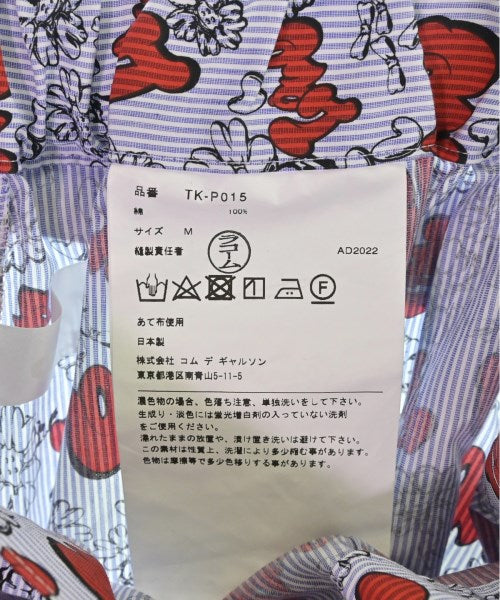 品番 TK-P015
綿 100%
サイズ M
縫製責任者 AD2022
あて布使用
日本製
株式会社 コム デ ギャルソン
東京都港区南青山5-11-5
濃色物の場合、色落ち注意、単独洗いをして下さい。
生成り・淡色には蛍光増白剤の入っていない洗剤
をご使用ください。
濡れたままの放置や、漬け置き洗いは避けて下さい。
この素材は性質上、洗濯により多少縮む事が有ります。
色物は摩擦等で多少色移りする事が有ります。